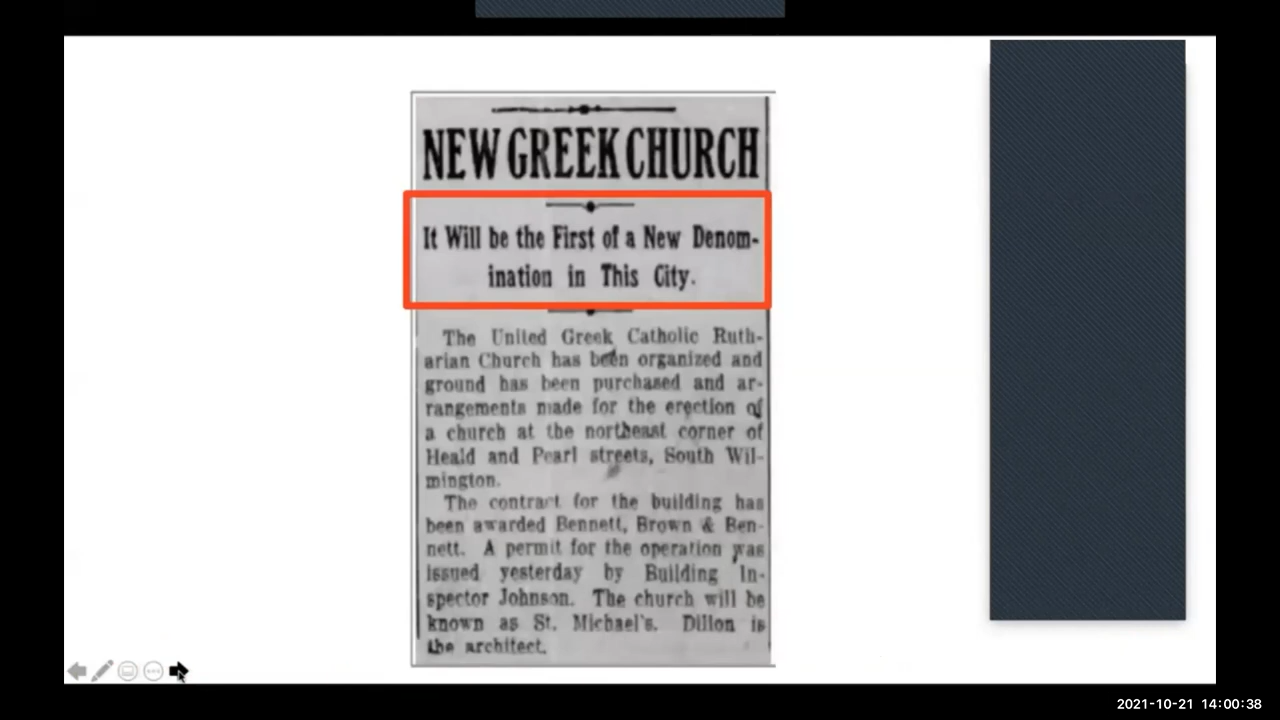 NEW GREEK CHURCH
It Will be the First of a New Denom-
ination in This City.
The United Greek Catholic Ruth-
arian Church has been organized and
ground has been purchased and ar-
rangements made for the erection of
a church at the northeast corner of
Heald and Pearl streets, South Wil-
mington.
The contract for the building has
been awarded Bennett, Brown & Ben-
nett. A permit for the operation was
issued yesterday by Building In-
spector Johnson. The church will be
known as St. Michael's. Dillon is
the architect.
2021-10-21 14:00:38